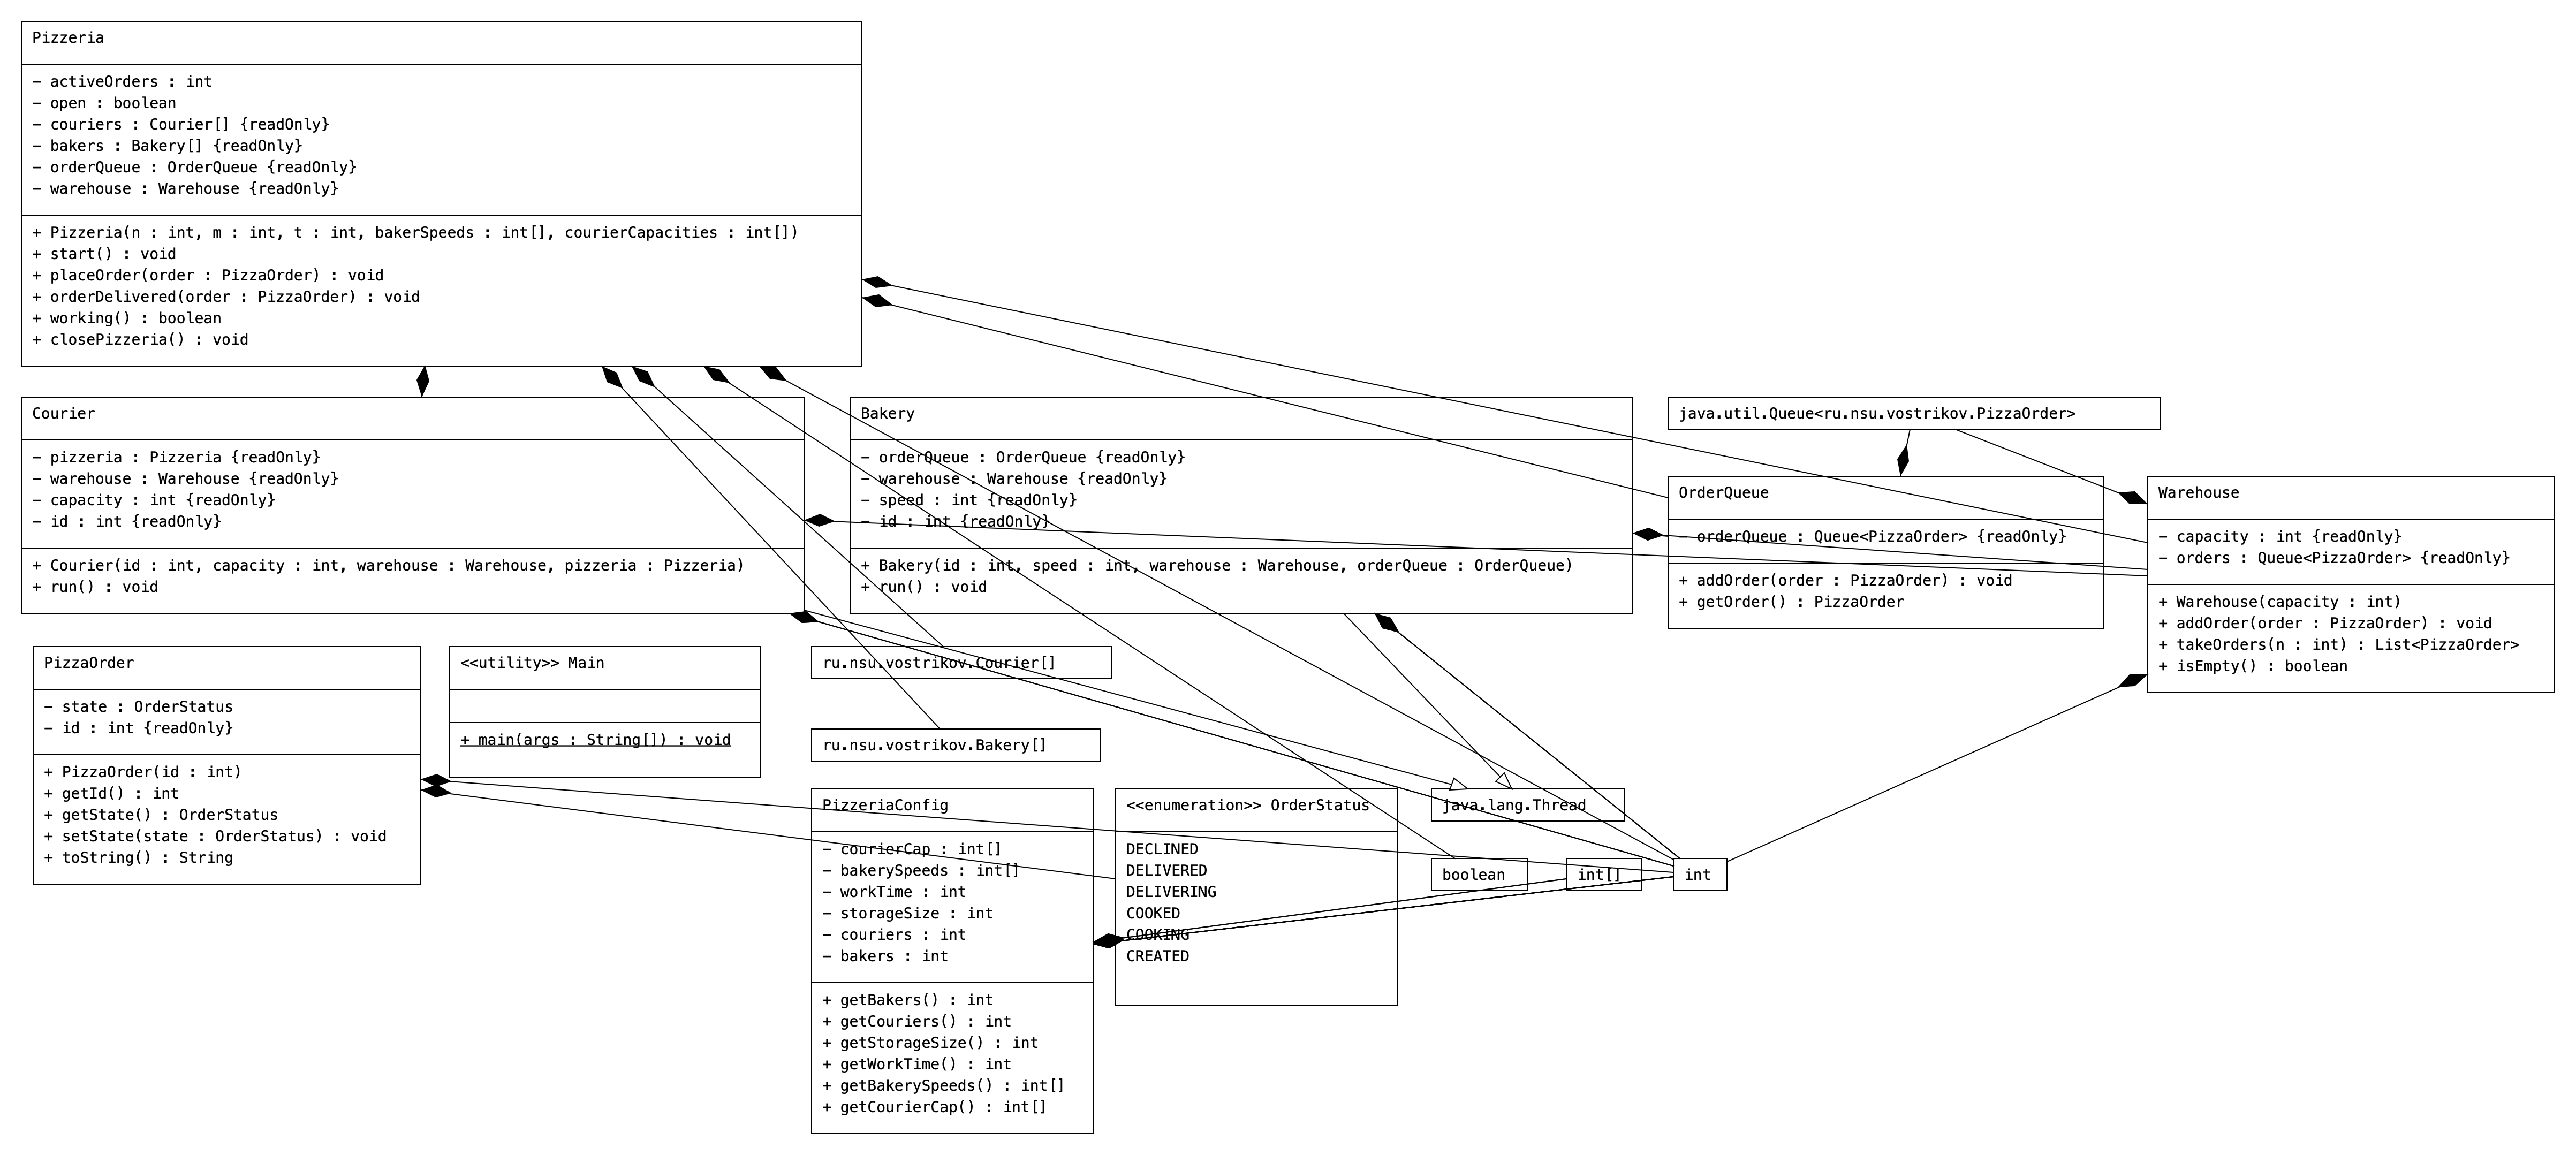 Pizzeria
− activeOrders : int
− open : boolean
− couriers : Courier[] {readOnly}
− bakers : Bakery[] {readOnly}
− orderQueue : OrderQueue {readOnly}
− warehouse : Warehouse {readOnly}
+ Pizzeria(n : int, m : int, t : int, bakerSpeeds : int[], courierCapacities : int[])
+ start() : void
+ placeOrder(order : PizzaOrder) : void
+ orderDelivered(order : PizzaOrder) : void
+ working() : boolean
+ closePizzeria() : void
Courier
− pizzeria : Pizzeria {readOnly}
− warehouse : Warehouse {readOnly}
− capacity : int {readOnly}
− id : int {readOnly}
+ Courier(id : int, capacity : int, warehouse : Warehouse, pizzeria : Pizzeria)
+ run() : void
Bakery
− orderQueue : OrderQueue {readOnly}
− warehouse : Warehouse {readOnly}
− speed : int {readOnly}
− id : int {readOnly}
+ Bakery(id : int, speed : int, warehouse : Warehouse, orderQueue : OrderQueue)
+ run() : void
java.util.Queue<ru.nsu.vostrikov.PizzaOrder>
OrderQueue
− orderQueue : Queue<PizzaOrder> {readOnly}
+ addOrder(order : PizzaOrder) : void
+ getOrder() : PizzaOrder
Warehouse
− capacity : int {readOnly}
− orders : Queue<PizzaOrder> {readOnly}
+ Warehouse(capacity : int)
+ addOrder(order : PizzaOrder) : void
+ takeOrders(n : int) : List<PizzaOrder>
+ isEmpty() : boolean
PizzaOrder
− state : OrderStatus
− id : int {readOnly}
+ PizzaOrder(id : int)
+ getId() : int
+ getState() : OrderStatus
+ setState(state : OrderStatus) : void
+ toString() : String
<<utility>> Main
+ main(args : String[]) : void
ru.nsu.vostrikov.Courier[]
ru.nsu.vostrikov.Bakery[]
PizzeriaConfig
− courierCap : int[]
− bakerySpeeds : int[]
− workTime : int
− storageSize : int
− couriers : int
− bakers : int
+ getBakers() : int
+ getCouriers() : int
+ getStorageSize() : int
+ getWorkTime() : int
+ getBakerySpeeds() : int[]
+ getCourierCap() : int[]
<<enumeration>> OrderStatus
DECLINED
DELIVERED
DELIVERING
COOKED
COOKING
CREATED
java.lang.Thread
boolean
int[]
int